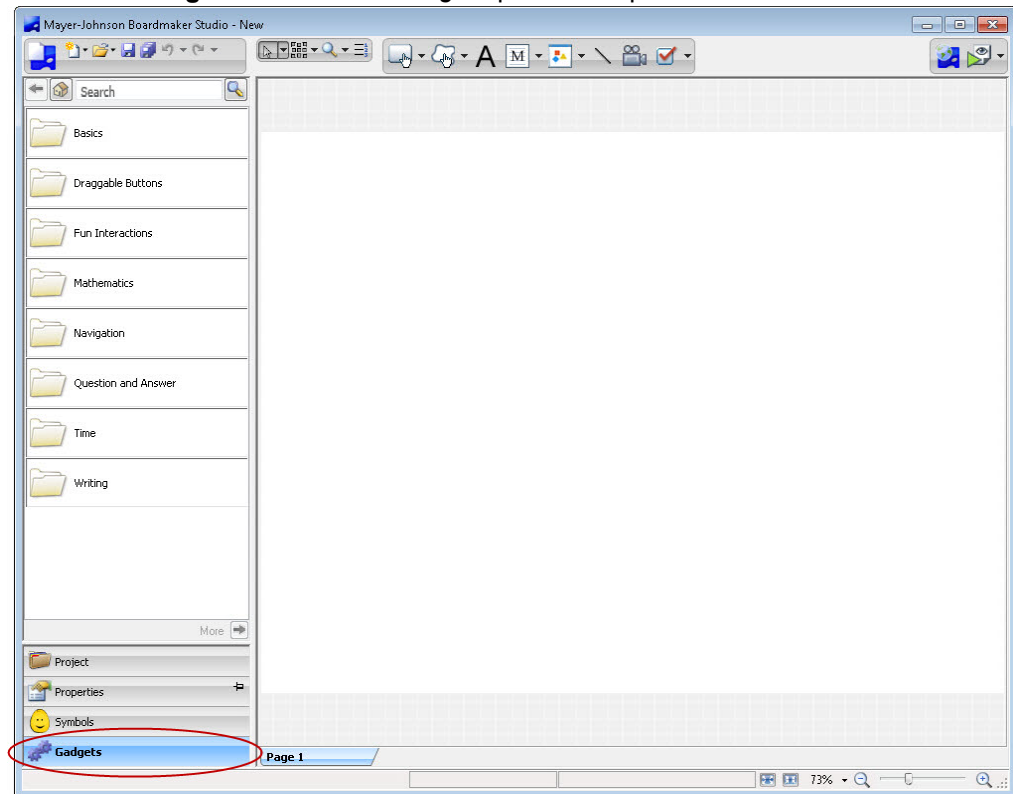 Mayer-Johnson Boardmaker Studio - New
A M
Search
Basics
Draggable Buttons
Fun Interactions
Mathematics
Navigation
Question and Answer
Time
Writing
More
Project
Properties
Symbols
Gadgets
Page 1
73%